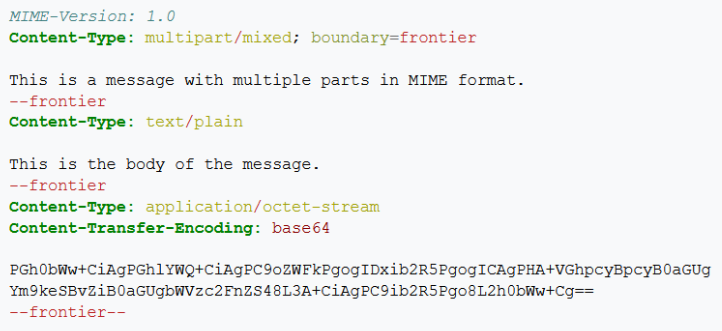 MIME-Version: 1.0
Content-Type: multipart/mixed; boundary=frontier
This is a message with multiple parts in MIME format.
--frontier
Content-Type: text/plain
This is the body of the message.
--frontier
Content-Type: application/octet-stream
Content-Transfer-Encoding: base64
PGh0bWw+CiAgPGhlYWQ+CiAgPC9oZWFkPgogIDxib2R5PgogICAgPHA+VGhpcyBpcyB0aGUg
Ym9keSBvZiB0aGUgbWVzc2FnZS48L3A+CiAgPC9ib2R5Pgo8L2h0bWw+Cg==
--frontier--